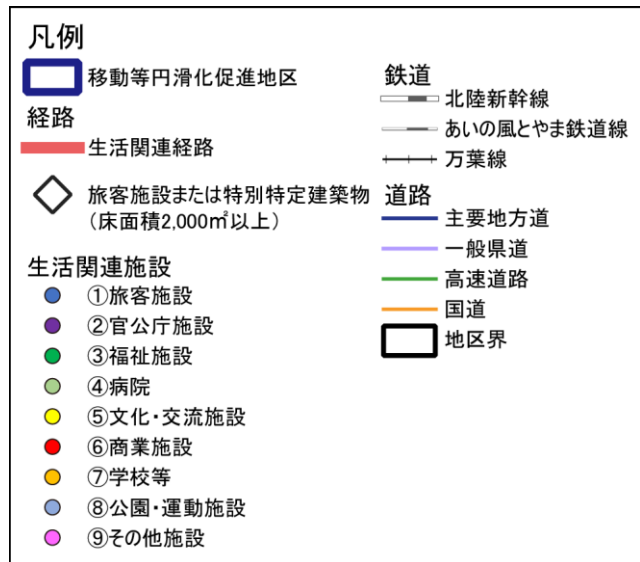 凡例
移動等円滑化促進地区
経路
生活関連経路
旅客施設または特別特定建築物
（床面積2,000㎡以上）
生活関連施設
①旅客施設
②官公庁施設
③福祉施設
④病院
⑤文化・交流施設
⑥商業施設
⑦学校等
⑧公園・運動施設
⑨その他施設
鉄道
北陸新幹線
あいの風とやま鉄道線
万葉線
道路
主要地方道
一般県道
高速道路
国道
地区界